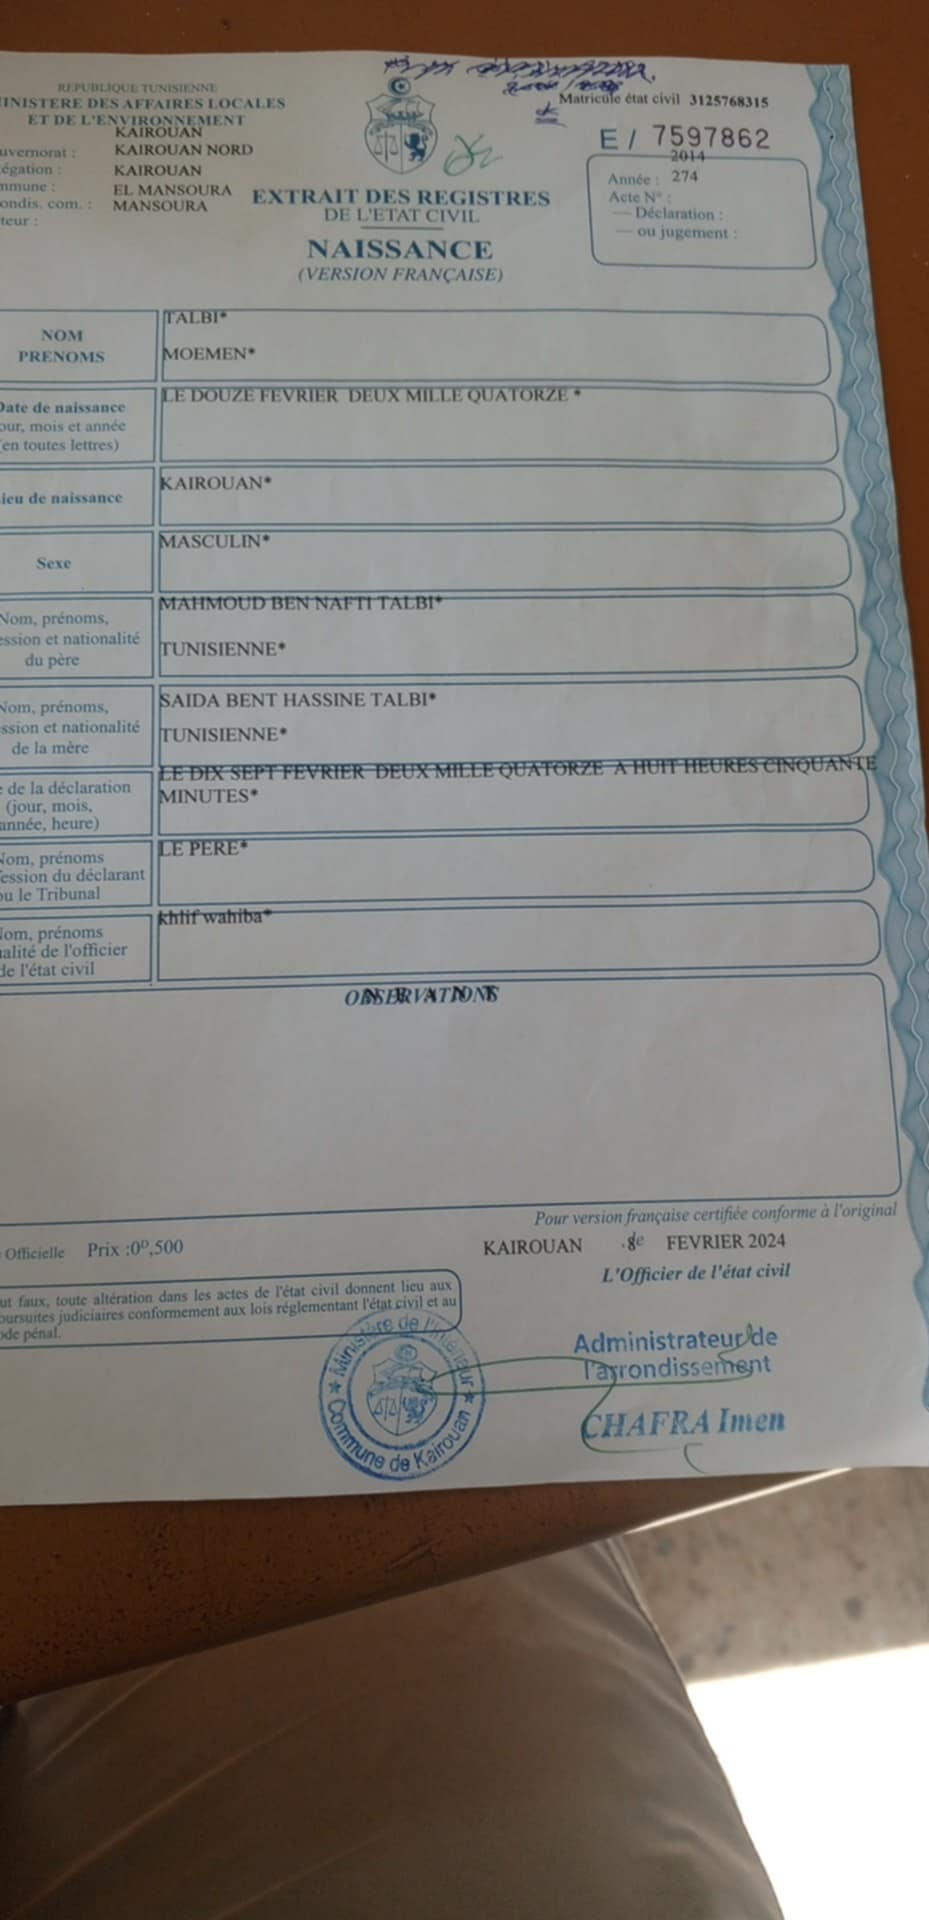 REPUBLIQUE TUNISIENNE
MINISTERE DES AFFAIRES LOCALES
ET DE L'ENVIRONNEMENT
uvernorat : KAIROUAN
égation : KAIROUAN NORD
mmune : KAIROUAN
ondis. com. : EL MANSOURA
teur : MANSOURA
Matricule état civil 3125768315
E / 7597862
Année : 2014
Acte N° : 274
— Déclaration :
— ou jugement :
EXTRAIT DES REGISTRES
DE L'ETAT CIVIL
NAISSANCE
(VERSION FRANÇAISE)
NOM
PRENOMS
TALBI*
MOEMEN*
Date de naissance
our, mois et année
(en toutes lettres)
LE DOUZE FEVRIER DEUX MILLE QUATORZE *
ieu de naissance
KAIROUAN*
Sexe
MASCULIN*
Nom, prénoms,
ession et nationalité
du père
MAHMOUD BEN NAFTI TALBI*
TUNISIENNE*
Nom, prénoms,
ssion et nationalité
de la mère
SAIDA BENT HASSINE TALBI*
TUNISIENNE*
de la déclaration
(jour, mois,
année, heure)
LE DIX SEPT FEVRIER DEUX MILLE QUATORZE A HUIT HEURES CINQUANTE
MINUTES*
Nom, prénoms
fession du déclarant
ou le Tribunal
LE PERE*
Nom, prénoms
ualité de l'officier
de l'état civil
khlif wahiba*
OBSERVATIONS
Pour version française certifiée conforme à l'original
Officielle Prix :0ᴰ,500
KAIROUAN 8e FEVRIER 2024
L'Officier de l'état civil
ut faux, toute altération dans les actes de l'état civil donnent lieu aux
oursuites judiciaires conformement aux lois réglementant l'état civil et au
ode pénal.
Ministère de l'Intérieur
Commune de Kairouan
Administrateur de
l'arrondissement
CHAFRA Imen